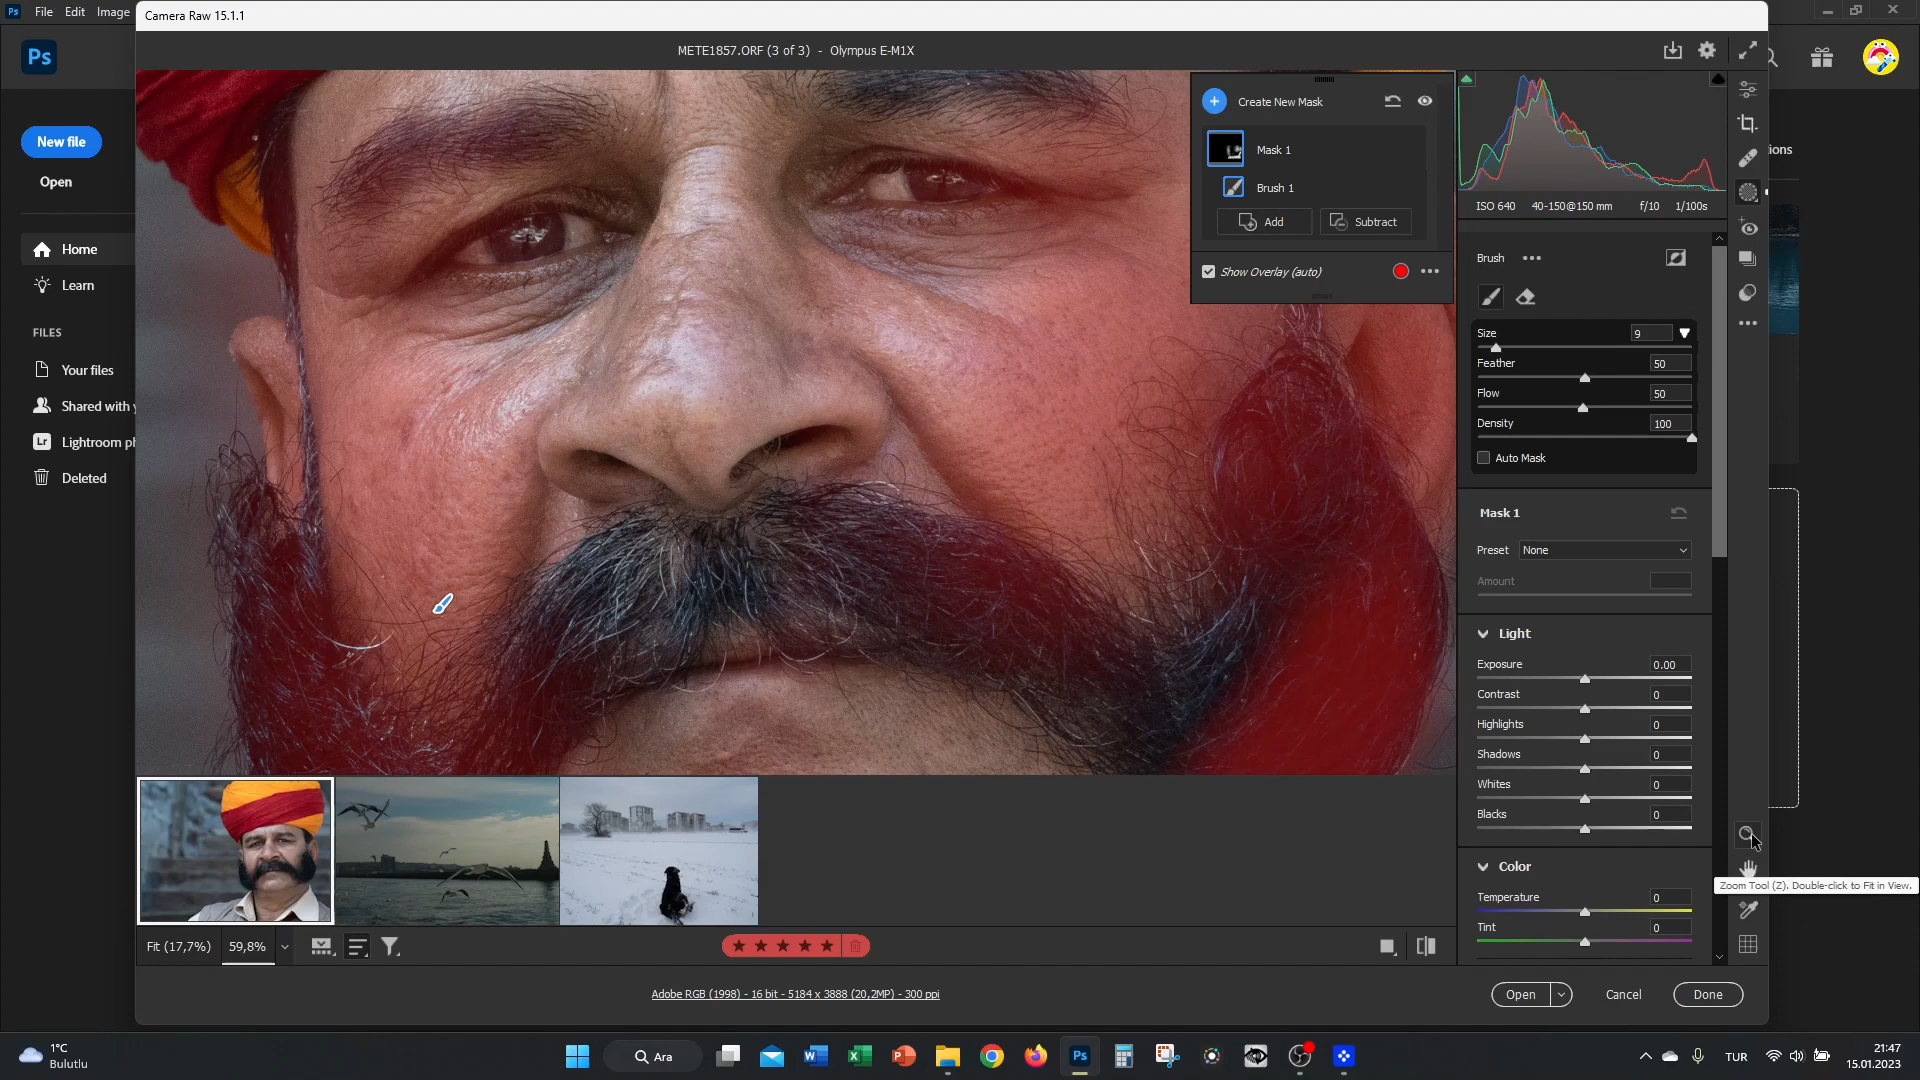 Ps File Edit Image
Camera Raw 15.1.1
METE1857.ORF (3 of 3) - Olympus E-M1X
Ps
New file
Open
Home
Learn
FILES
Your files
Shared with y
Lr Lightroom ph
Deleted
Create New Mask
Mask 1
Brush 1
Add Subtract
Show Overlay (auto)
ISO 640 40-150@150 mm f/10 1/100s
ions
Brush
Size 9
Feather 50
Flow 50
Density 100
Auto Mask
Mask 1
Preset None
Amount
Light
Exposure 0.00
Contrast 0
Highlights 0
Shadows 0
Whites 0
Blacks 0
Color
Temperature 0
Tint 0
Zoom Tool (Z). Double-click to Fit in View.
Fit (17,7%) 59,8%
Adobe RGB (1998) - 16 bit - 5184 x 3888 (20,2MP) - 300 ppi
Open Cancel Done
1°C
Bulutlu
Ara
Ps
TUR
21:47
15.01.2023